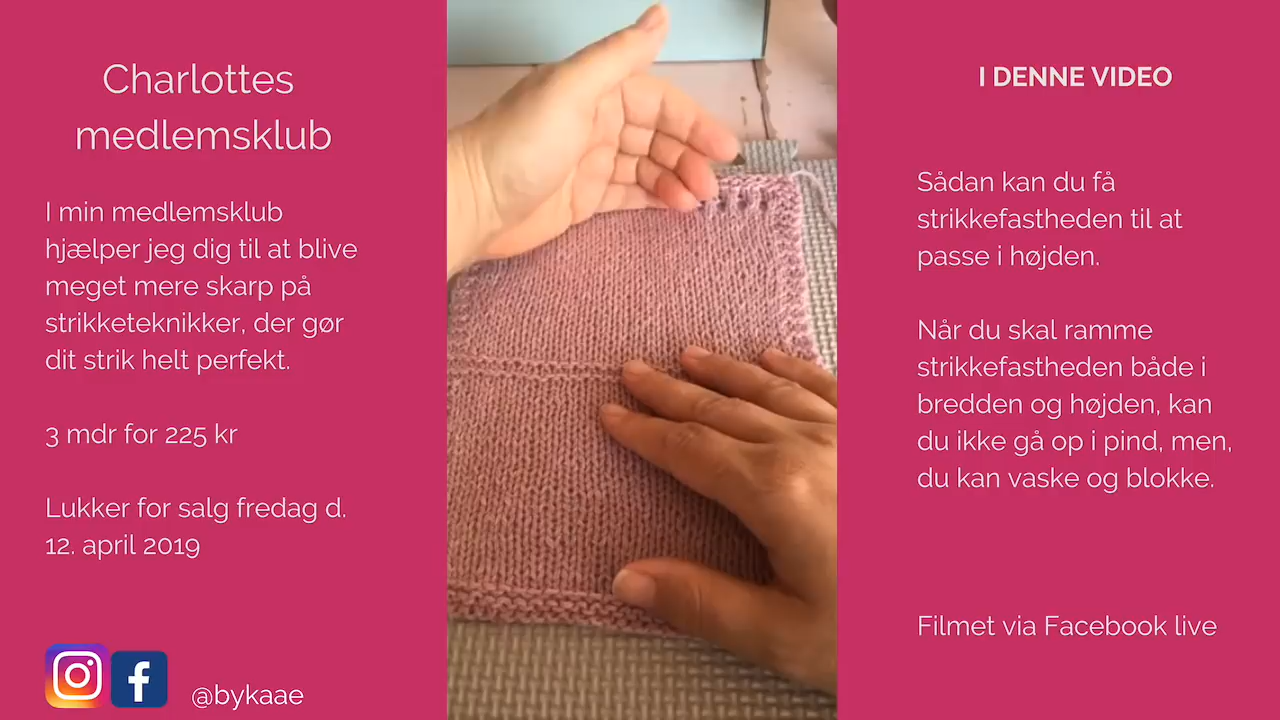 Charlottes
medlemsklub
I min medlemsklub
hjælper jeg dig til at blive
meget mere skarp på
strikketeknikker, der gør
dit strik helt perfekt.
3 mdr for 225 kr
Lukker for salg fredag d.
12. april 2019
@bykaae
I DENNE VIDEO
Sådan kan du få
strikkefastheden til at
passe i højden.
Når du skal ramme
strikkefastheden både i
bredden og højden, kan
du ikke gå op i pind, men,
du kan vaske og blokke.
Filmet via Facebook live